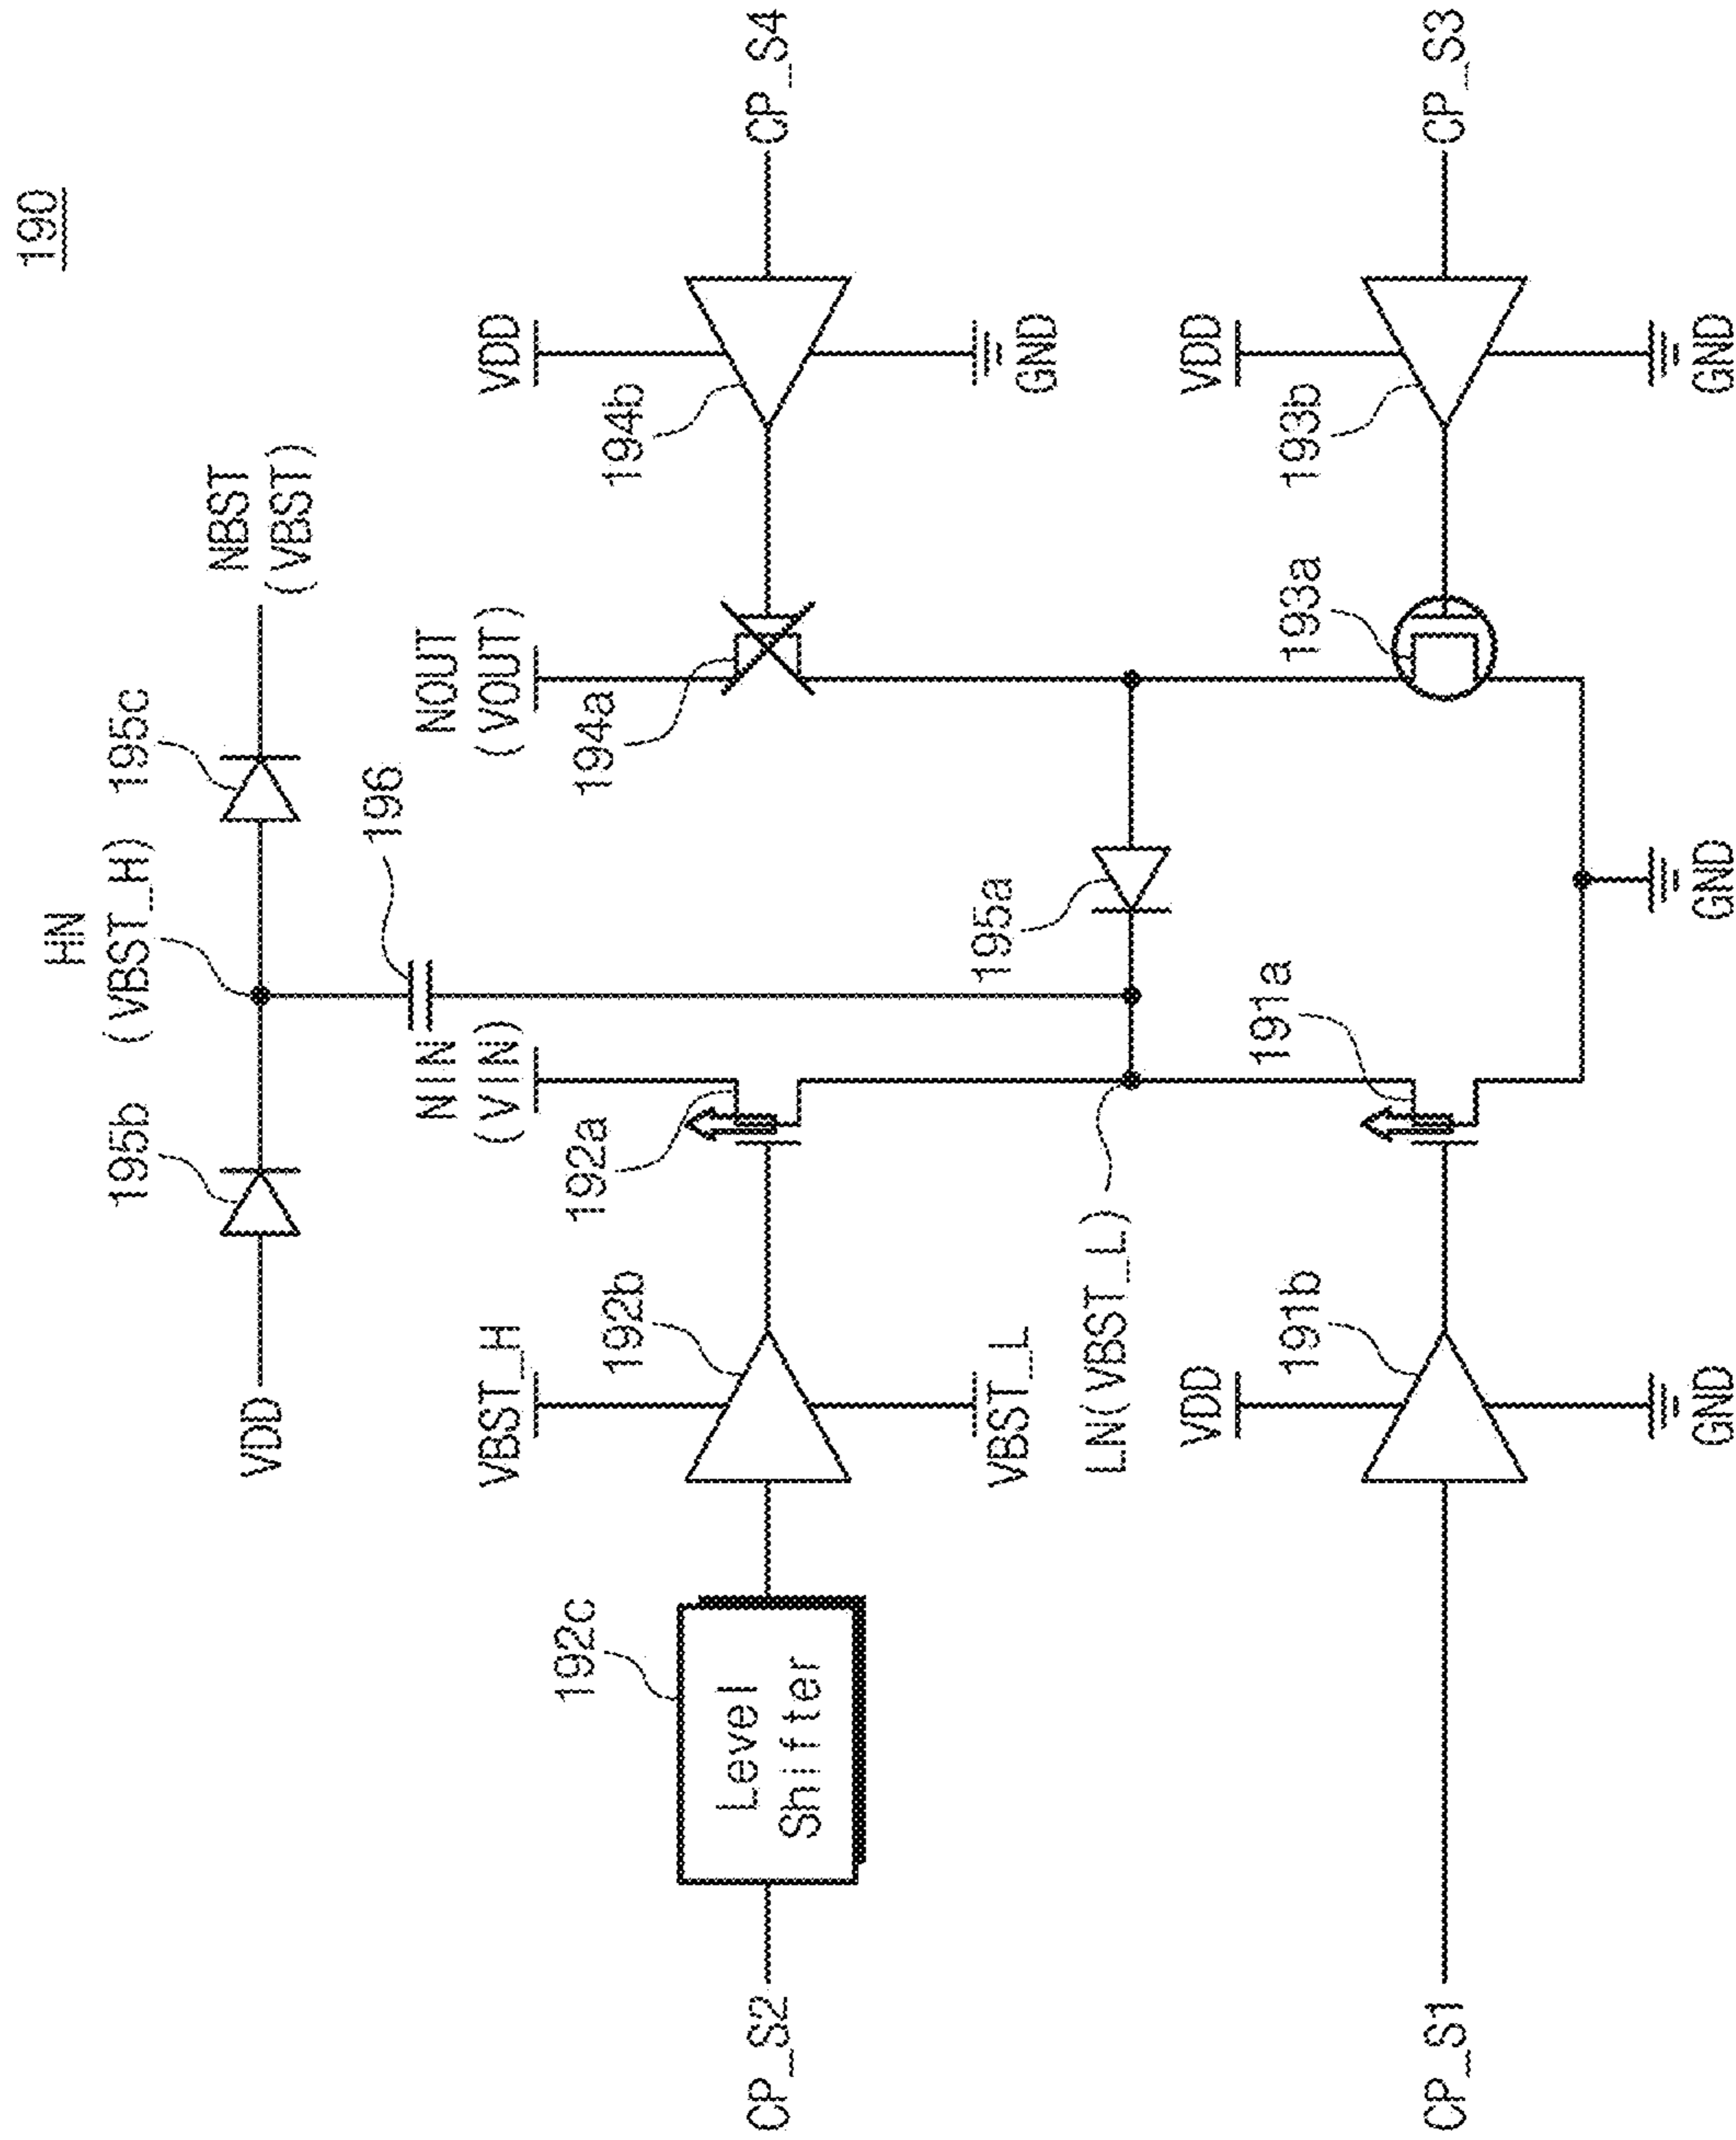 190
HN
(VBST_H)
195b
195c
VDD
NBST
(VBST)
196
NIN
(VIN)
NOUT
(VOUT)
192c
Level
Shifter
CP_S2
VBST_H
192b
VBST_L
192a
194a
VDD
194b
GND
CP_S4
LN(VBST_L)
195a
CP_S1
VDD
191b
GND
191a
193a
VDD
193b
GND
CP_S3
GND